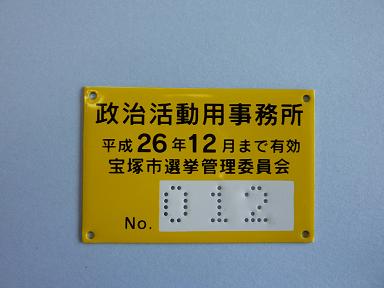 政治活動用事務所
平成26年12月まで有効
宝塚市選挙管理委員会
No. 012